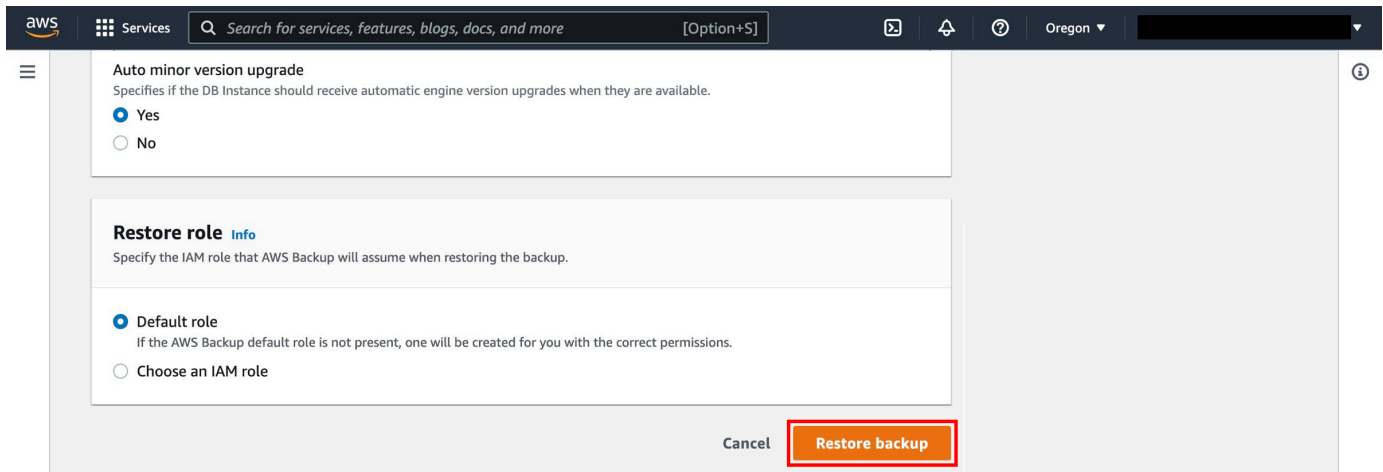 aws
Services
Search for services, features, blogs, docs, and more
[Option+S]
Oregon ▼
Auto minor version upgrade
Specifies if the DB Instance should receive automatic engine version upgrades when they are available.
Yes
No
Restore role Info
Specify the IAM role that AWS Backup will assume when restoring the backup.
Default role
If the AWS Backup default role is not present, one will be created for you with the correct permissions.
Choose an IAM role
Cancel
Restore backup